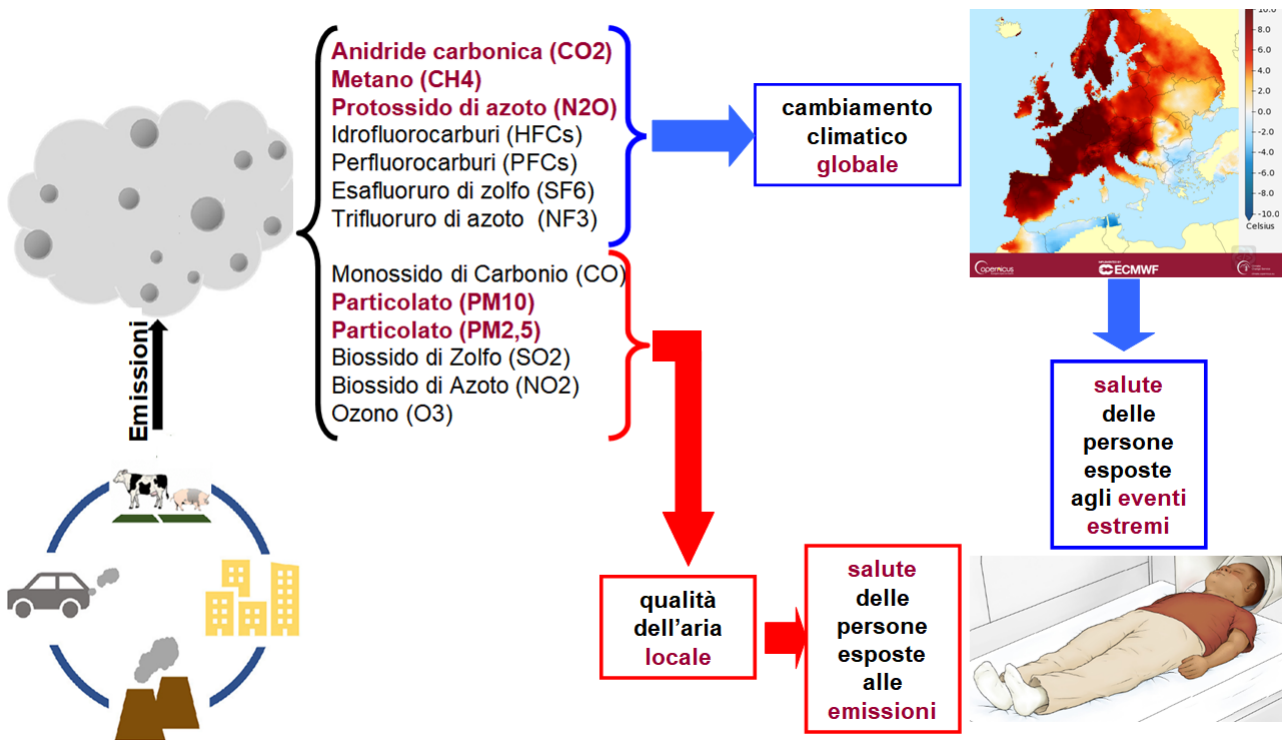 Anidride carbonica (CO2)
Metano (CH4)
Protossido di azoto (N2O)
Idrofluorocarburi (HFCs)
Perfluorocarburi (PFCs)
Esafluoruro di zolfo (SF6)
Trifluoruro di azoto (NF3)
Monossido di Carbonio (CO)
Particolato (PM10)
Particolato (PM2,5)
Biossido di Zolfo (SO2)
Biossido di Azoto (NO2)
Ozono (O3)
Emissioni
cambiamento
climatico
globale
10.0
8.0
6.0
4.0
2.0
0.0
-2.0
-4.0
-6.0
-8.0
-10.0
Celsius
Copernicus
ECMWF
salute
delle
persone
esposte
agli eventi
estremi
qualità
dell'aria
locale
salute
delle
persone
esposte
alle
emissioni